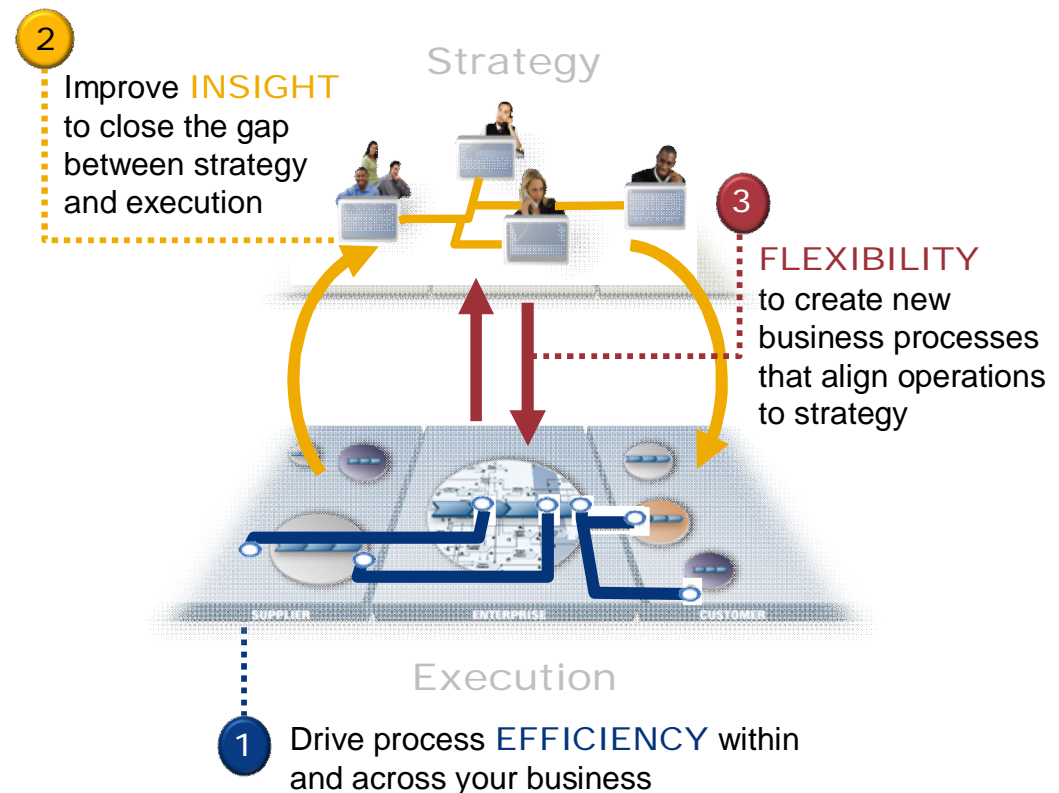 2
Strategy
Improve INSIGHT
to close the gap
between strategy
and execution
3
FLEXIBILITY
to create new
business processes
that align operations
to strategy
SUPPLIER
ENTERPRISE
CUSTOMER
Execution
1
Drive process EFFICIENCY within
and across your business